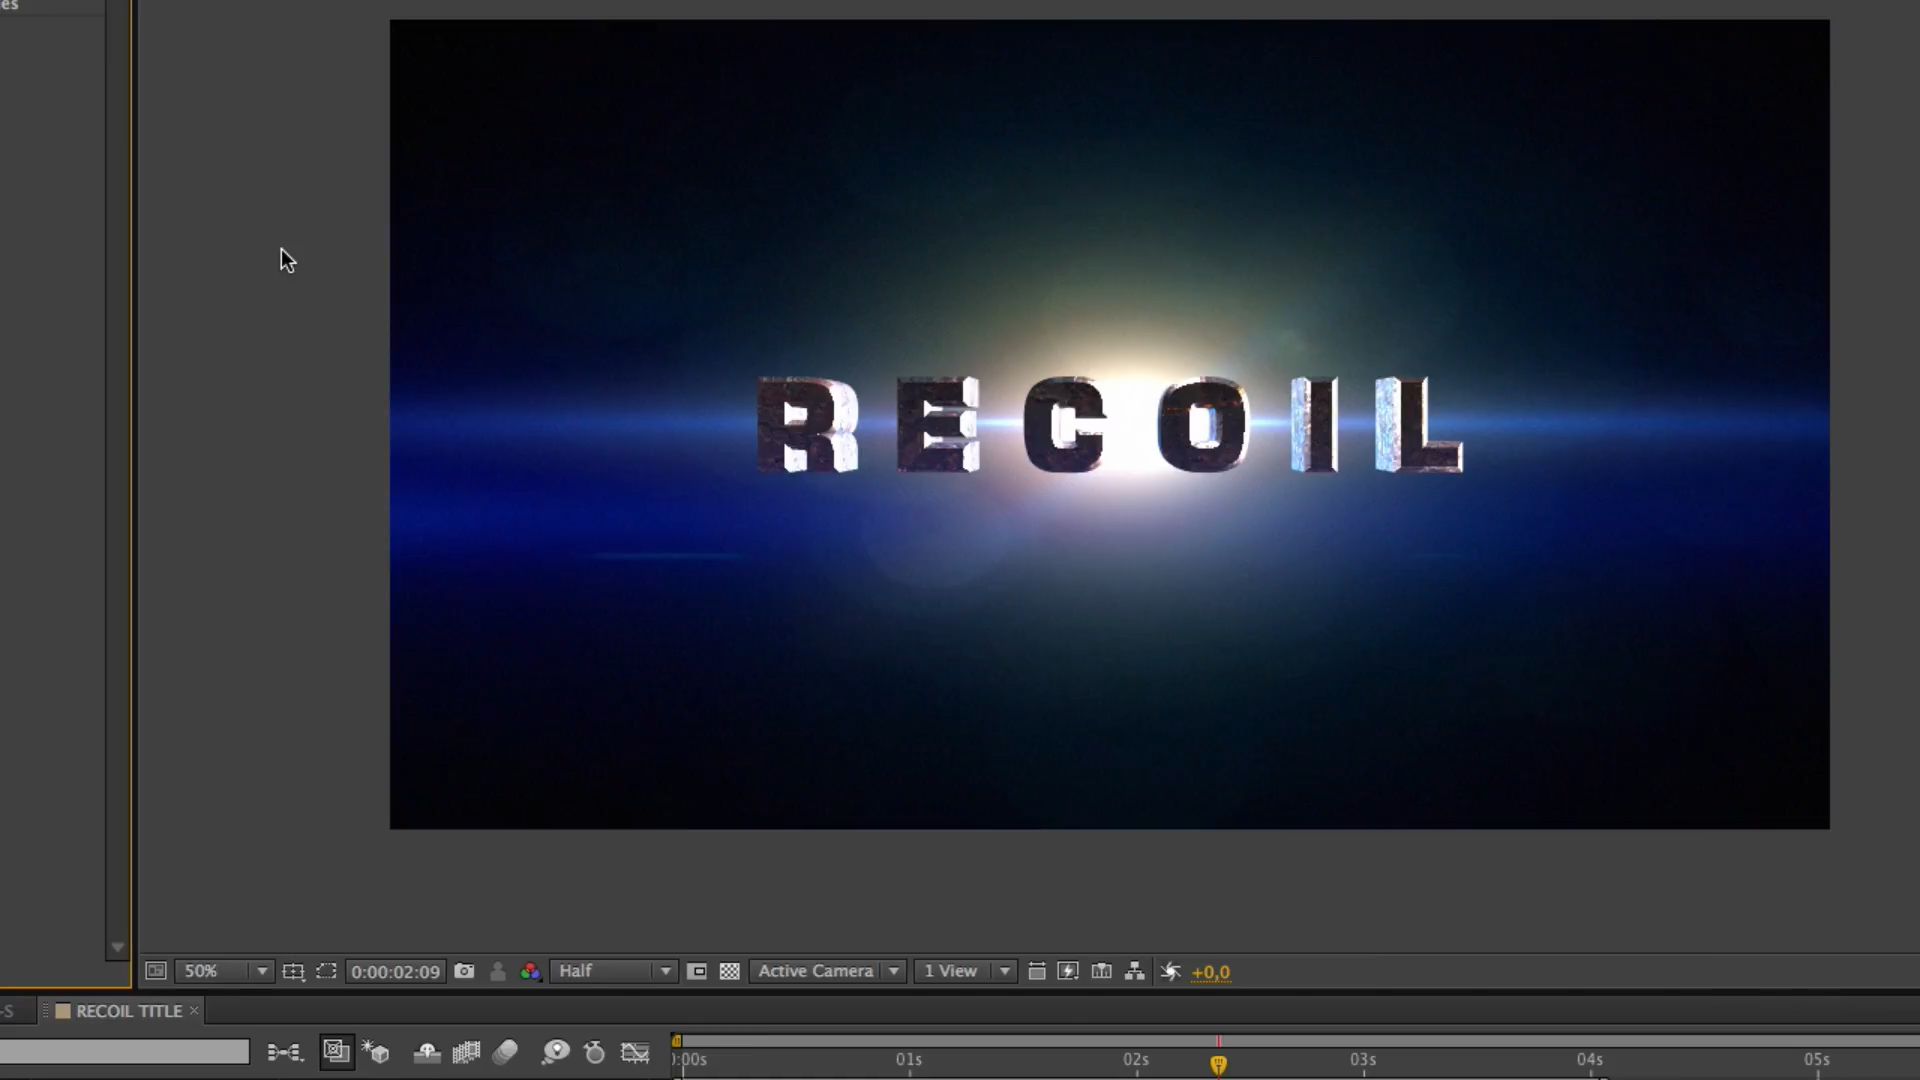 es
RECOIL
50%
0:00:02:09
Half
Active Camera
1 View
+0,0
-S
RECOIL TITLE ×
:00s
01s
02s
03s
04s
05s